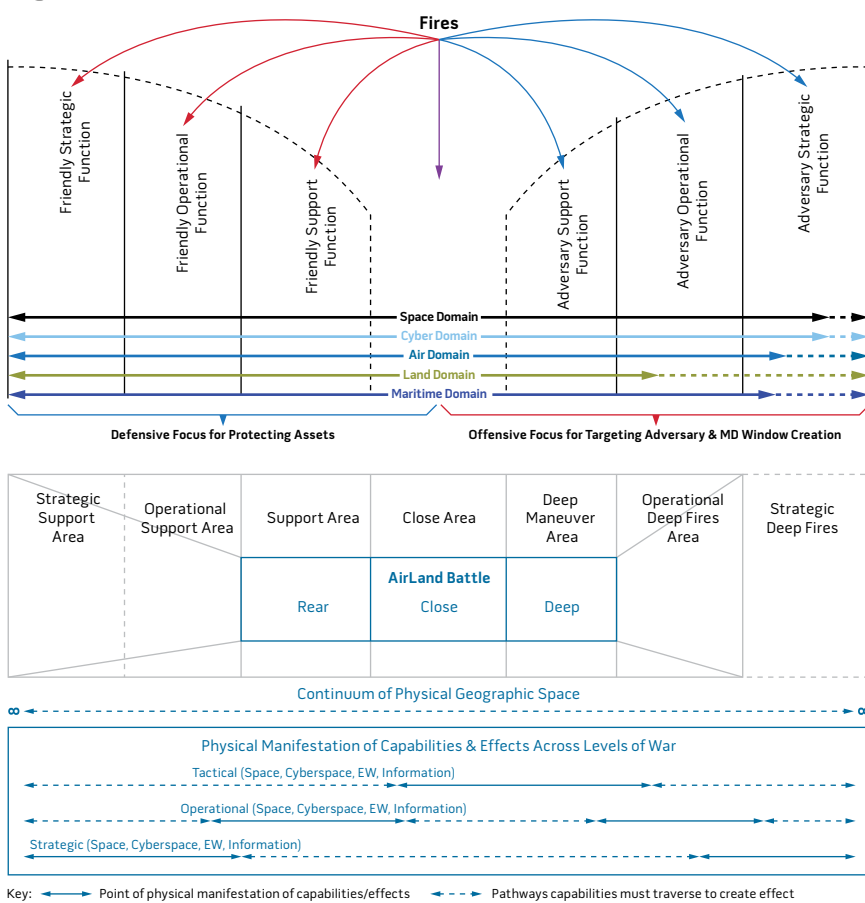 Fires
Friendly Strategic
Function
Friendly Operational
Function
Friendly Support
Function
Adversary Support
Function
Adversary Operational
Function
Adversary Strategic
Function
Space Domain
Cyber Domain
Air Domain
Land Domain
Maritime Domain
Defensive Focus for Protecting Assets
Offensive Focus for Targeting Adversary & MD Window Creation
Strategic
Support
Area
Operational
Support Area
Support Area
Close Area
Deep
Maneuver
Area
Operational
Deep Fires
Area
Strategic
Deep Fires
AirLand Battle
Rear
Close
Deep
Continuum of Physical Geographic Space
∞ ∞
Physical Manifestation of Capabilities & Effects Across Levels of War
Tactical (Space, Cyberspace, EW, Information)
Operational (Space, Cyberspace, EW, Information)
Strategic (Space, Cyberspace, EW, Information)
Key: Point of physical manifestation of capabilities/effects Pathways capabilities must traverse to create effect